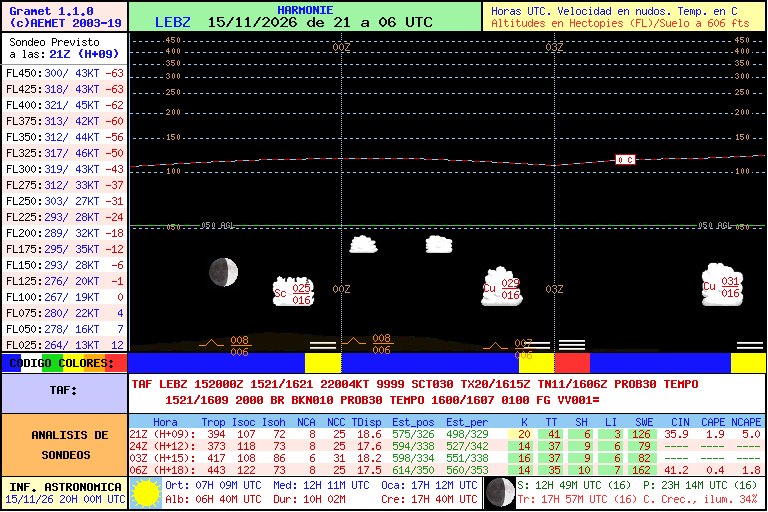 Gramet 1.1.0
(c)AEMET 2003-19
HARMONIE
LEBZ 15/11/2026 de 21 a 06 UTC
Horas UTC. Velocidad en nudos. Temp. en C
Altitudes en Hectopies (FL)/Suelo a 606 fts
Sondeo Previsto
a las: 21Z (H+09)
FL450:300/ 43KT -63
FL425:318/ 43KT -63
FL400:321/ 45KT -62
FL375:313/ 42KT -60
FL350:312/ 44KT -56
FL325:317/ 46KT -50
FL300:319/ 43KT -43
FL275:312/ 33KT -37
FL250:303/ 27KT -31
FL225:293/ 28KT -24
FL200:289/ 32KT -18
FL175:295/ 35KT -12
FL150:293/ 28KT -6
FL125:276/ 20KT -1
FL100:267/ 19KT 0
FL075:280/ 22KT 4
FL050:278/ 16KT 7
FL025:264/ 13KT 12
00Z 03Z
450 450
400 400
350 350
300 300
250 250
200 200
150 150
0 C
100 100
050 050 AGL 050 AGL 050
Sc 025 016
00Z
Cu 029 016
03Z
Cu 031 016
008 006
008 006
006
CODIGO COLORES:
TAF:
TAF LEBZ 152000Z 1521/1621 22004KT 9999 SCT030 TX20/1615Z TN11/1606Z PROB30 TEMPO
1521/1609 2000 BR BKN010 PROB30 TEMPO 1600/1607 0100 FG VV001=
ANALISIS DE
SONDEOS
Hora Trop Isoc Isoh NCA NCC TDisp Est_pos Est_per K TT SH LI SWE CIN CAPE NCAPE
21Z (H+09): 394 107 72 8 25 18.6 575/326 498/329 20 41 6 3 126 35.9 1.9 5.0
24Z (H+12): 373 118 73 8 25 17.6 594/338 527/342 14 37 9 6 79 ---- ---- ----
03Z (H+15): 417 108 86 6 31 18.2 598/334 551/338 16 37 9 6 82 ---- ---- ----
06Z (H+18): 443 122 73 8 25 17.5 614/350 560/353 14 35 10 7 162 41.2 0.4 1.8
INF. ASTRONOMICA
15/11/26 20H 00M UTC
Ort: 07H 09M UTC Med: 12H 11M UTC Oca: 17H 12M UTC
Alb: 06H 40M UTC Dur: 10H 02M Cre: 17H 40M UTC
S: 12H 49M UTC (16) P: 23H 14M UTC (16)
Tr: 17H 57M UTC (16) C. Crec., ilum. 34%